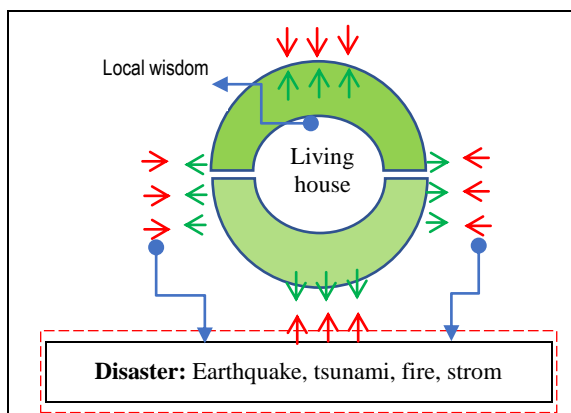 Local wisdom
Living
house
Disaster: Earthquake, tsunami, fire, strom